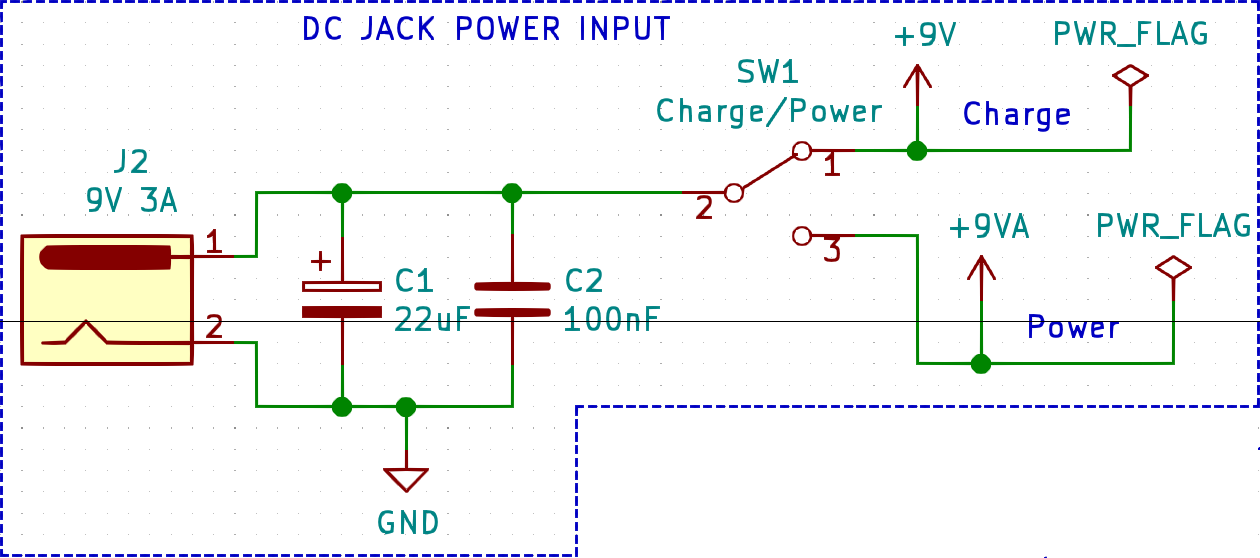 DC JACK POWER INPUT
+9V
PWR_FLAG
SW1
Charge/Power
Charge
1
2
3
J2
9V 3A
1
2
+
C1
22uF
C2
100nF
+9VA
PWR_FLAG
Power
GND